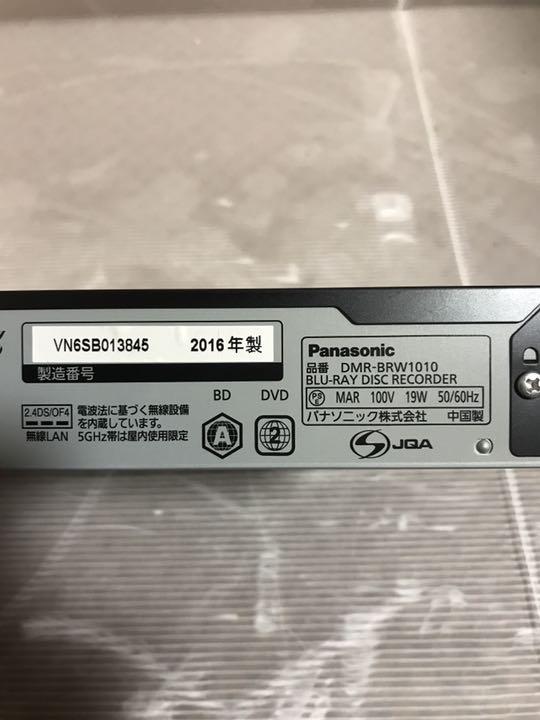 VN6SB013845 2016年製
製造番号
2.4DS/OF4
無線LAN
電波法に基づく無線設備
を内蔵しています。
5GHz帯は屋内使用限定
BD DVD
A 2
Panasonic
品番 DMR-BRW1010
BLU-RAY DISC RECORDER
PSE MAR 100V 19W 50/60Hz
パナソニック株式会社 中国製
S JQA